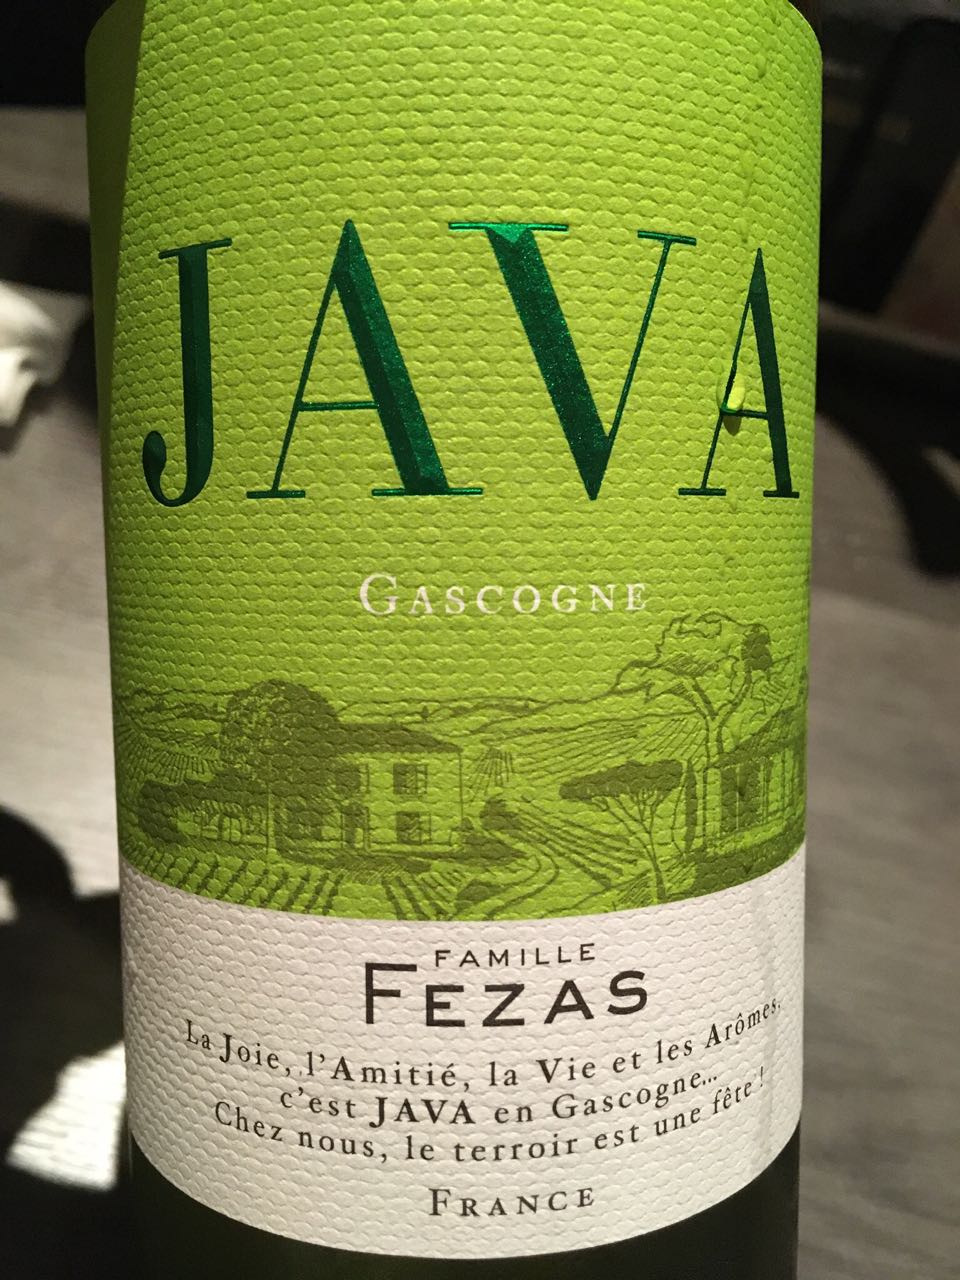 JAVA
GASCOGNE
FAMILLE
FEZAS
La Joie, l'Amitié, la Vie et les Arômes,
c'est JAVA en Gascogne...
Chez nous, le terroir est une fête !
FRANCE